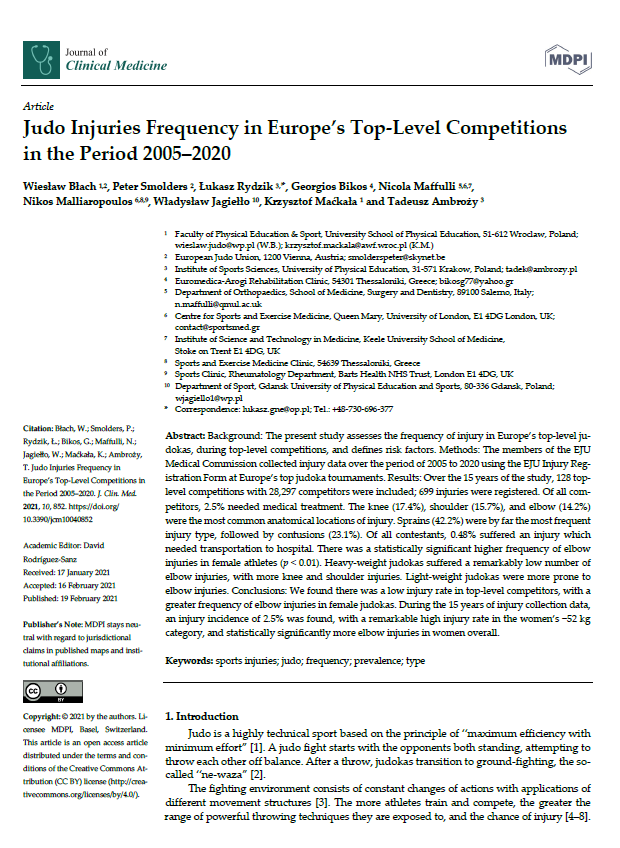 Journal of
Clinical Medicine
MDPI
Article
Judo Injuries Frequency in Europe's Top-Level Competitions
in the Period 2005–2020
Wiesław Błach 1,2, Peter Smolders 2, Łukasz Rydzik 3,*, Georgios Bikos 4, Nicola Maffulli 5,6,7,
Nikos Malliaropoulos 6,8,9, Władysław Jagiełło 10, Krzysztof Maćkała 1 and Tadeusz Ambroży 3
1 Faculty of Physical Education & Sport, University School of Physical Education, 51-612 Wroclaw, Poland;
wieslaw.judo@wp.pl (W.B.); krzysztof.mackala@awf.wroc.pl (K.M.)
2 European Judo Union, 1200 Vienna, Austria; smolderspeter@skynet.be
3 Institute of Sports Sciences, University of Physical Education, 31-571 Krakow, Poland; tadek@ambrozy.pl
4 Euromedica-Arogi Rehabilitation Clinic, 54301 Thessaloniki, Greece; bikosg77@yahoo.gr
5 Department of Orthopaedics, School of Medicine, Surgery and Dentistry, 89100 Salerno, Italy;
n.maffulli@qmul.ac.uk
6 Centre for Sports and Exercise Medicine, Queen Mary, University of London, E1 4DG London, UK;
contact@sportsmed.gr
7 Institute of Science and Technology in Medicine, Keele University School of Medicine,
Stoke on Trent E1 4DG, UK
8 Sports and Exercise Medicine Clinic, 54639 Thessaloniki, Greece
9 Sports Clinic, Rheumatology Department, Barts Health NHS Trust, London E1 4DG, UK
10 Department of Sport, Gdansk University of Physical Education and Sports, 80-336 Gdansk, Poland;
wjagiello1@wp.pl
* Correspondence: lukasz.gne@op.pl; Tel.: +48-730-696-377
Citation: Błach, W.; Smolders, P.;
Rydzik, Ł.; Bikos, G.; Maffulli, N.;
Jagiełło, W.; Maćkała, K.; Ambroży,
T. Judo Injuries Frequency in
Europe's Top-Level Competitions in
the Period 2005–2020. J. Clin. Med.
2021, 10, 852. https://doi.org/
10.3390/jcm10040852
Academic Editor: David
Rodríguez-Sanz
Received: 17 January 2021
Accepted: 16 February 2021
Published: 19 February 2021
Publisher's Note: MDPI stays neu-
tral with regard to jurisdictional
claims in published maps and insti-
tutional affiliations.
CC BY
Copyright: © 2021 by the authors. Li-
censee MDPI, Basel, Switzerland.
This article is an open access article
distributed under the terms and con-
ditions of the Creative Commons At-
tribution (CC BY) license (http://crea-
tivecommons.org/licenses/by/4.0/).
Abstract: Background: The present study assesses the frequency of injury in Europe's top-level ju-
dokas, during top-level competitions, and defines risk factors. Methods: The members of the EJU
Medical Commission collected injury data over the period of 2005 to 2020 using the EJU Injury Reg-
istration Form at Europe's top judoka tournaments. Results: Over the 15 years of the study, 128 top-
level competitions with 28,297 competitors were included; 699 injuries were registered. Of all com-
petitors, 2.5% needed medical treatment. The knee (17.4%), shoulder (15.7%), and elbow (14.2%)
were the most common anatomical locations of injury. Sprains (42.2%) were by far the most frequent
injury type, followed by contusions (23.1%). Of all contestants, 0.48% suffered an injury which
needed transportation to hospital. There was a statistically significant higher frequency of elbow
injuries in female athletes (p < 0.01). Heavy-weight judokas suffered a remarkably low number of
elbow injuries, with more knee and shoulder injuries. Light-weight judokas were more prone to
elbow injuries. Conclusions: We found there was a low injury rate in top-level competitors, with a
greater frequency of elbow injuries in female judokas. During the 15 years of injury collection data,
an injury incidence of 2.5% was found, with a remarkable high injury rate in the women's −52 kg
category, and statistically significantly more elbow injuries in women overall.
Keywords: sports injuries; judo; frequency; prevalence; type
1. Introduction
Judo is a highly technical sport based on the principle of ‘‘maximum efficiency with
minimum effort” [1]. A judo fight starts with the opponents both standing, attempting to
throw each other off balance. After a throw, judokas transition to ground-fighting, the so-
called ‘‘ne-waza” [2].
The fighting environment consists of constant changes of actions with applications of
different movement structures [3]. The more athletes train and compete, the greater the
range of powerful throwing techniques they are exposed to, and the chance of injury [4–8].